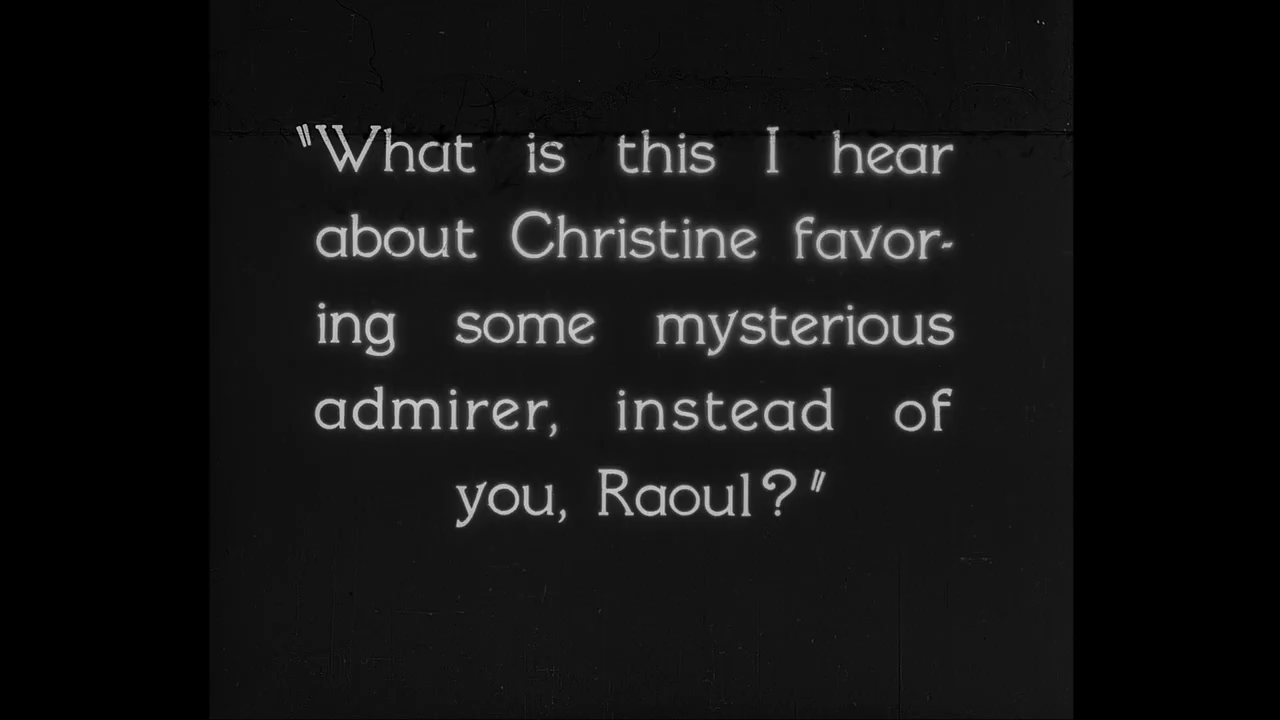 "What is this I hear
about Christine favor-
ing some mysterious
admirer, instead of
you, Raoul?"